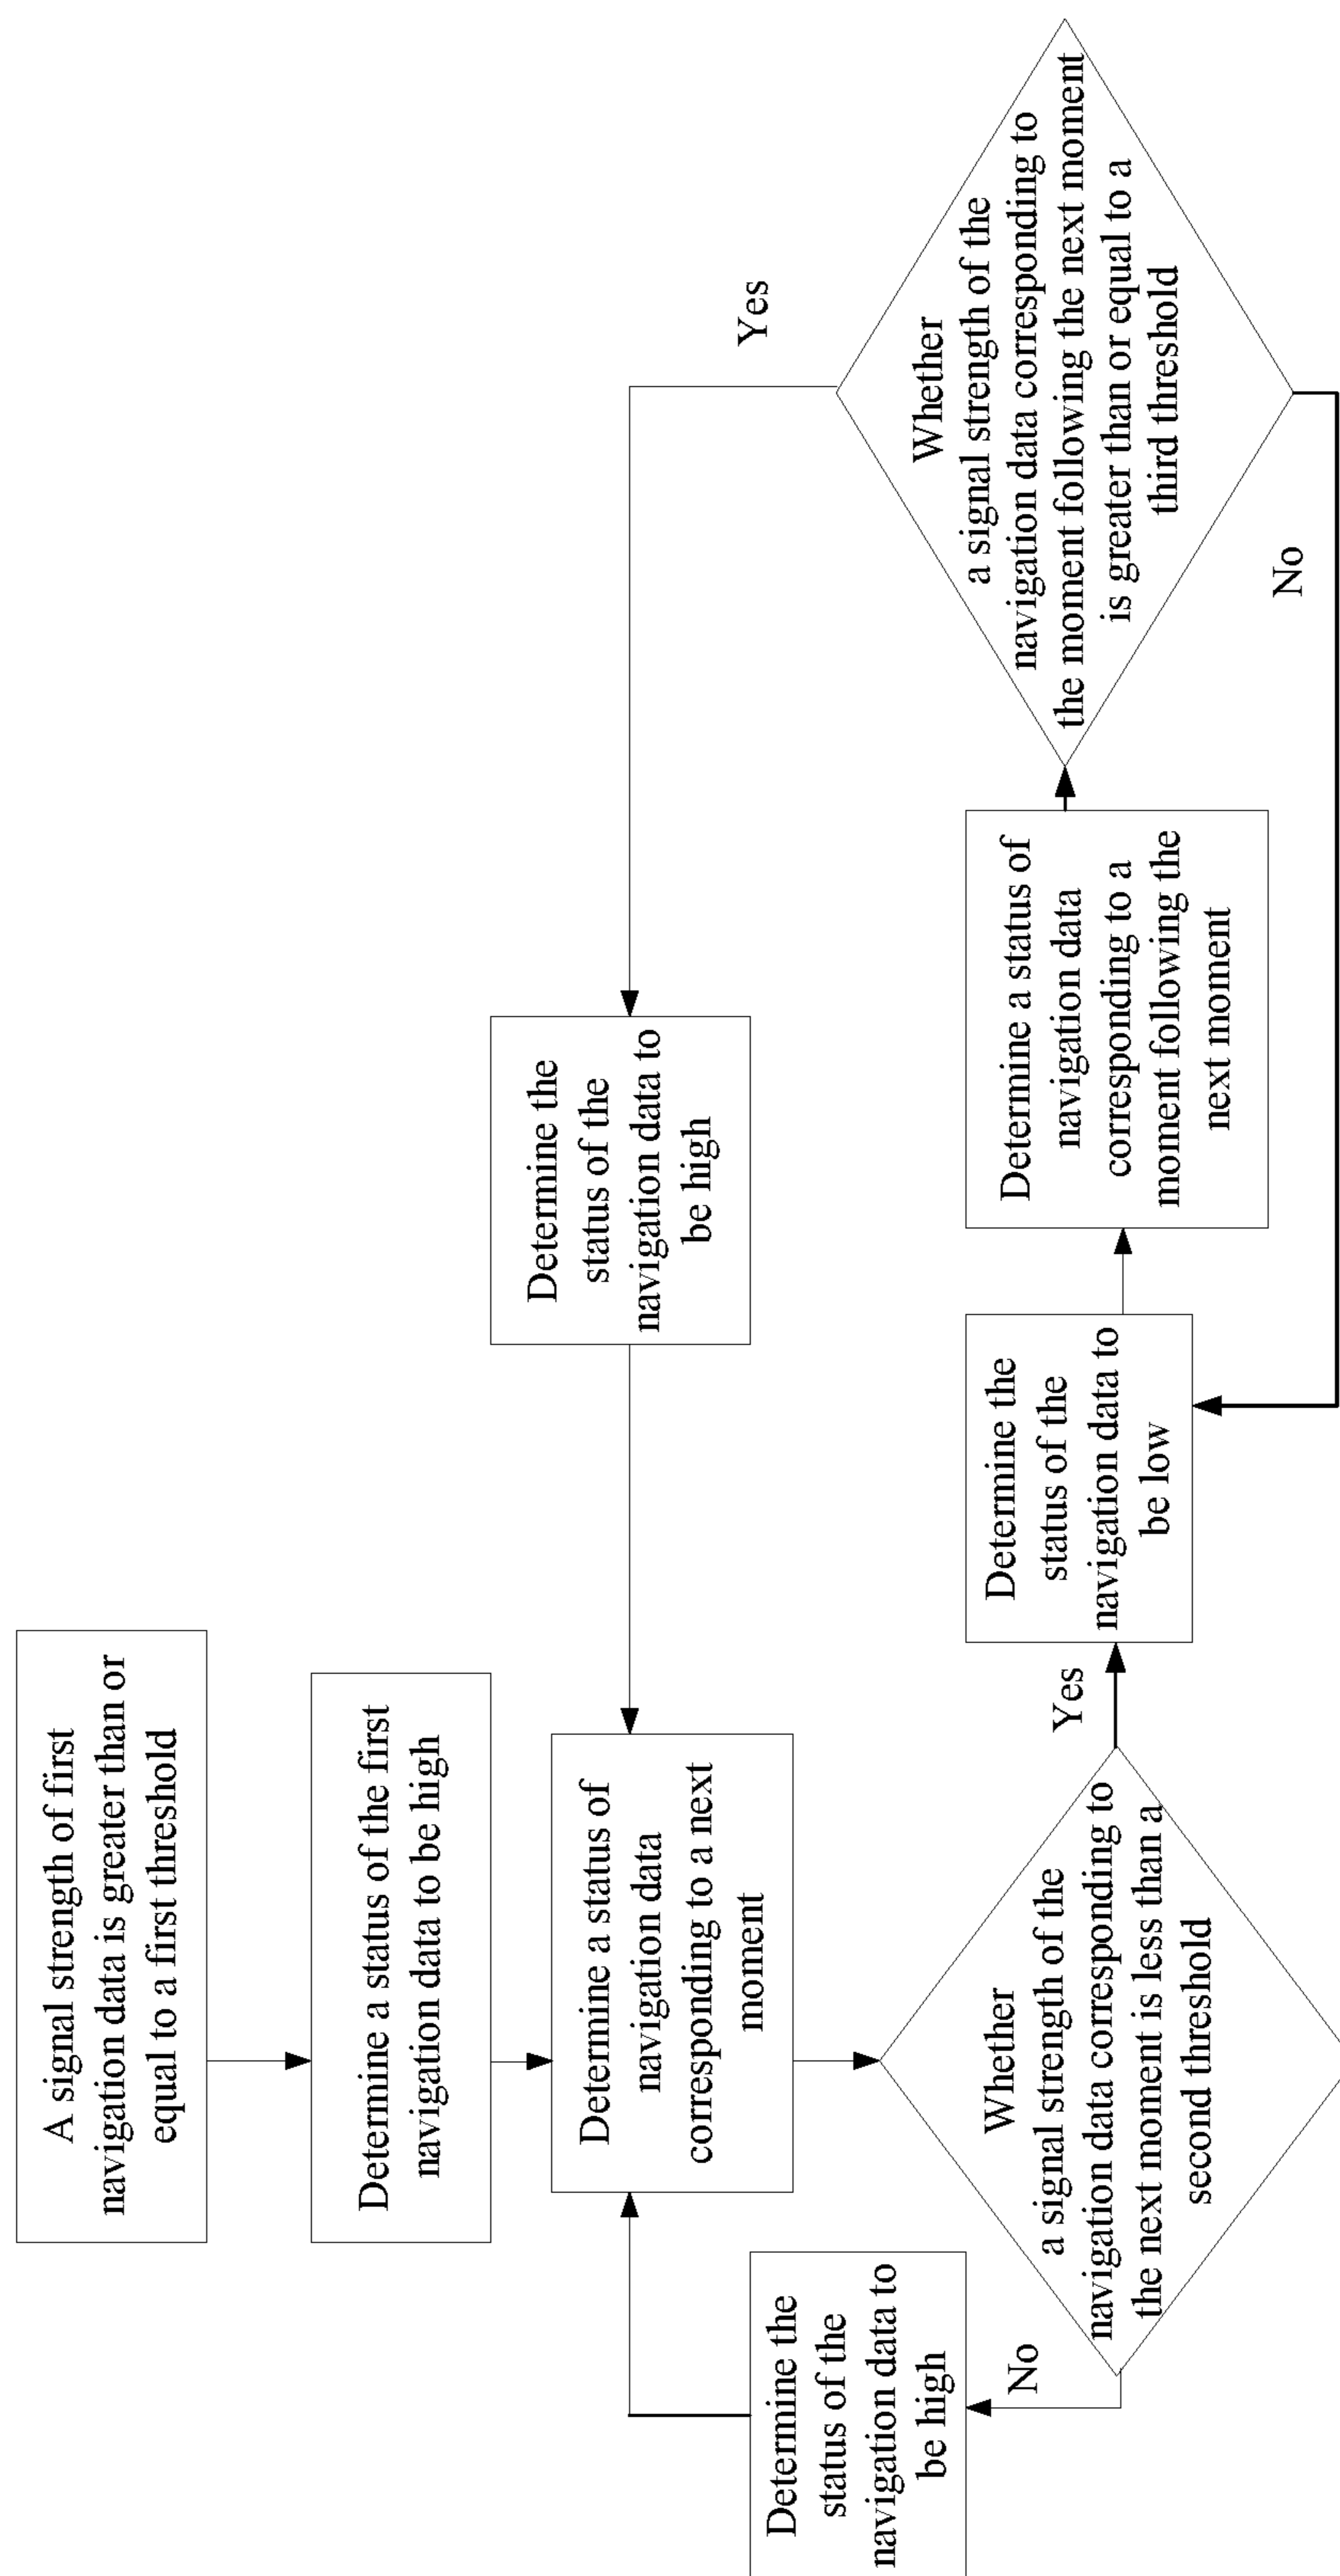 A signal strength of first
navigation data is greater than or
equal to a first threshold
Determine a status of the first
navigation data to be high
Determine a status of
navigation data
corresponding to a next
moment
Determine the
status of the
navigation data to
be high
Determine the
status of the
navigation data to
be high
No
Whether
a signal strength of the
navigation data corresponding to
the next moment is less than a
second threshold
Yes
Determine the
status of the
navigation data to
be low
Determine a status of
navigation data
corresponding to a
moment following the
next moment
Whether
a signal strength of the
navigation data corresponding to
the moment following the next moment
is greater than or equal to a
third threshold
Yes
No